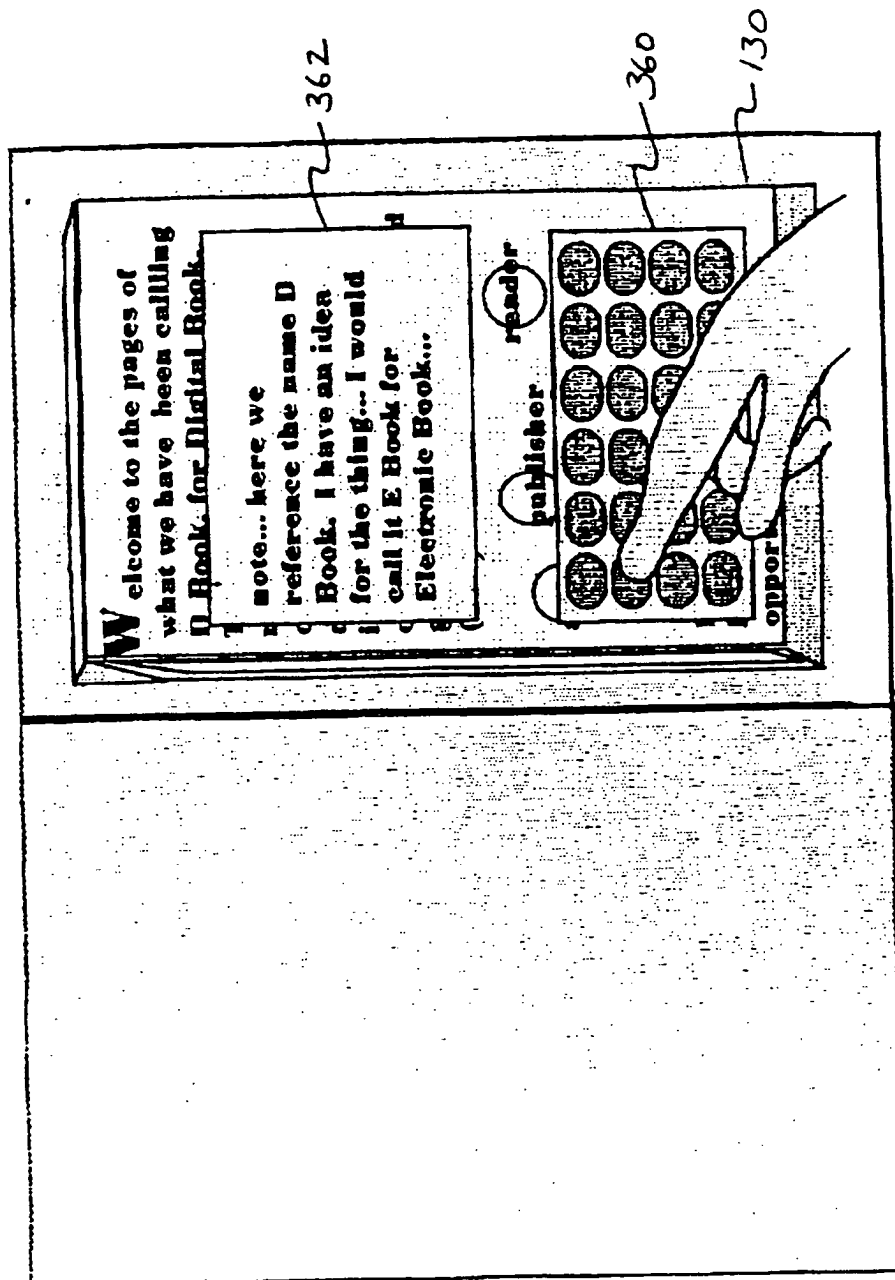 Welcome to the pages of
what we have been callling
D Book, for Digital Book.
T
d
n
note... here we
c
reference the name D
o
Book. I have an idea
i
for the thing... I would
c
call it E Book for
g
Electronic Book...
(
publisher reader
s
oppor
362
360
130